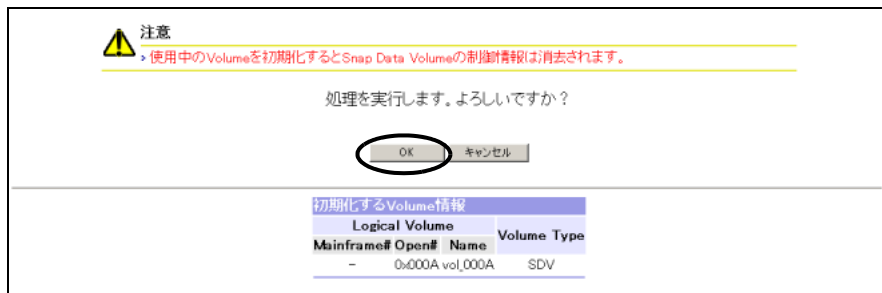 注意
使用中のVolumeを初期化するとSnap Data Volumeの制御情報は消去されます。
処理を実行します。よろしいですか?
OK キャンセル
初期化するVolume情報
Logical Volume Volume Type
Mainframe# Open# Name
- 0x000A vol_000A SDV